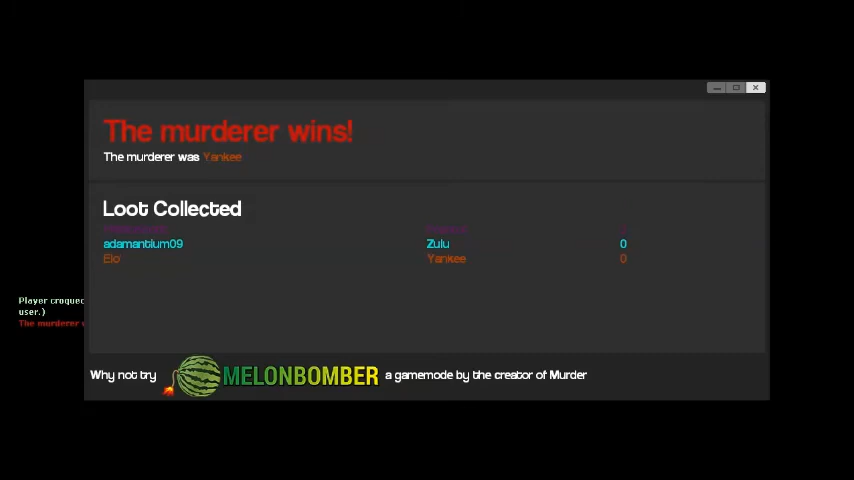 The murderer wins!
The murderer was Yankee
Loot Collected
adamantium09 Zulu 0
Elo Yankee 0
Player croquec
user.)
The murderer
Why not try MELONBOMBER a gamemode by the creator of Murder